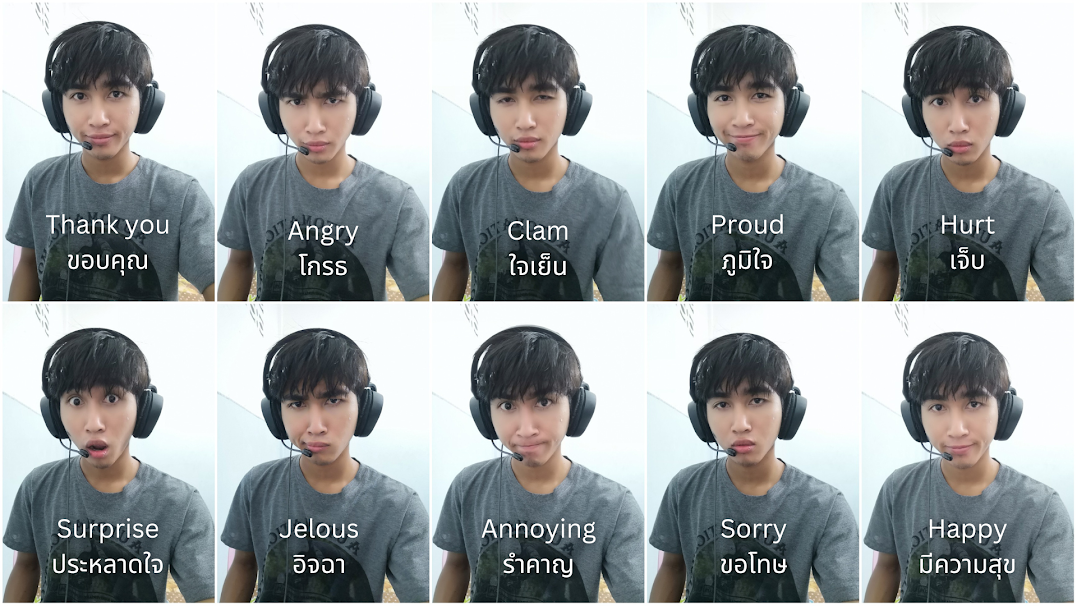 Thank you
ขอบคุณ
Angry
โกรธ
Clam
ใจเย็น
Proud
ภูมิใจ
Hurt
เจ็บ
Surprise
ประหลาดใจ
Jelous
อิจฉา
Annoying
รำคาญ
Sorry
ขอโทษ
Happy
มีความสุข